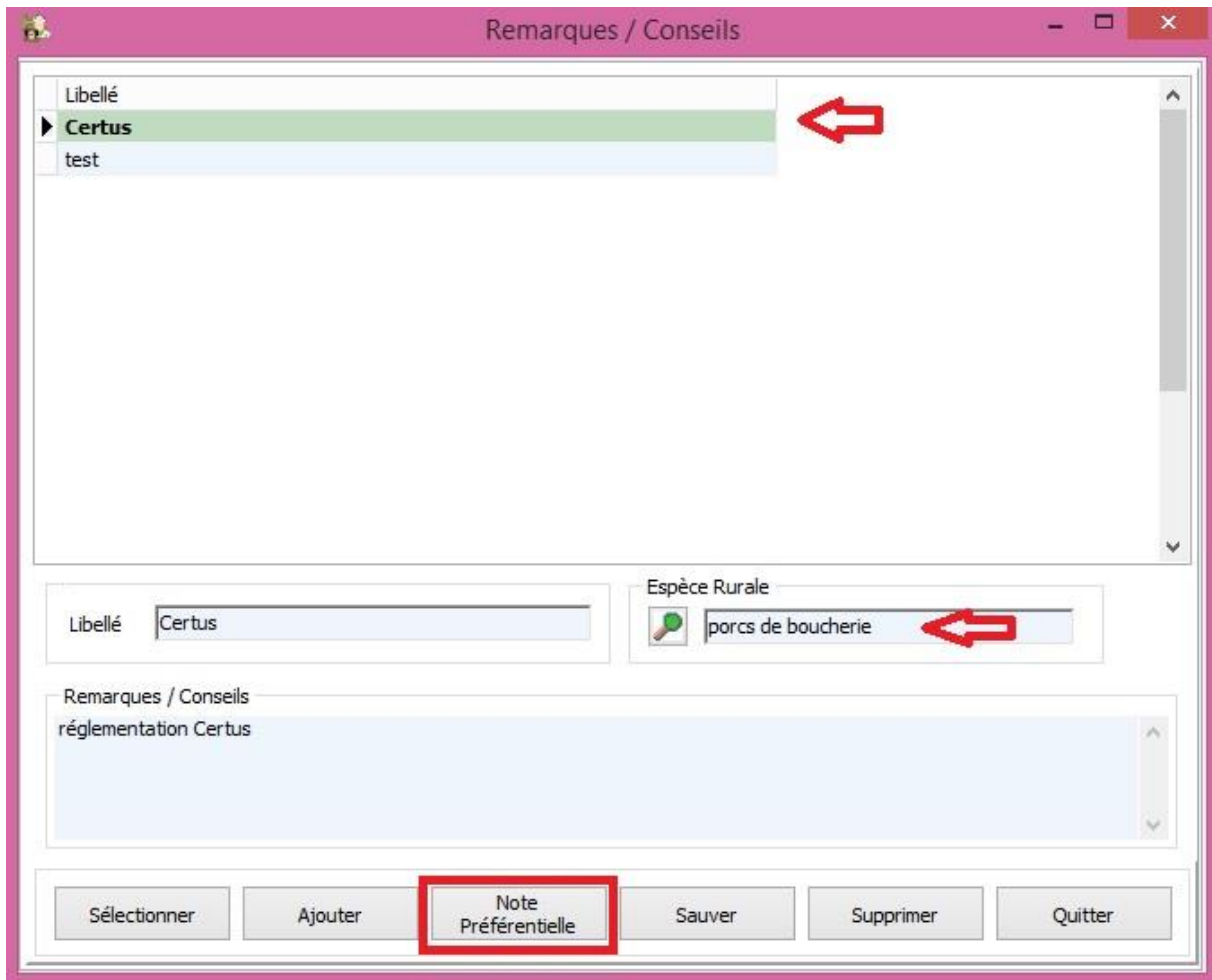 Remarques / Conseils
Libellé
Certus
test
Espèce Rurale
Libellé Certus
porcs de boucherie
Remarques / Conseils
réglementation Certus
Sélectionner
Ajouter
Note
Préférentielle
Sauver
Supprimer
Quitter